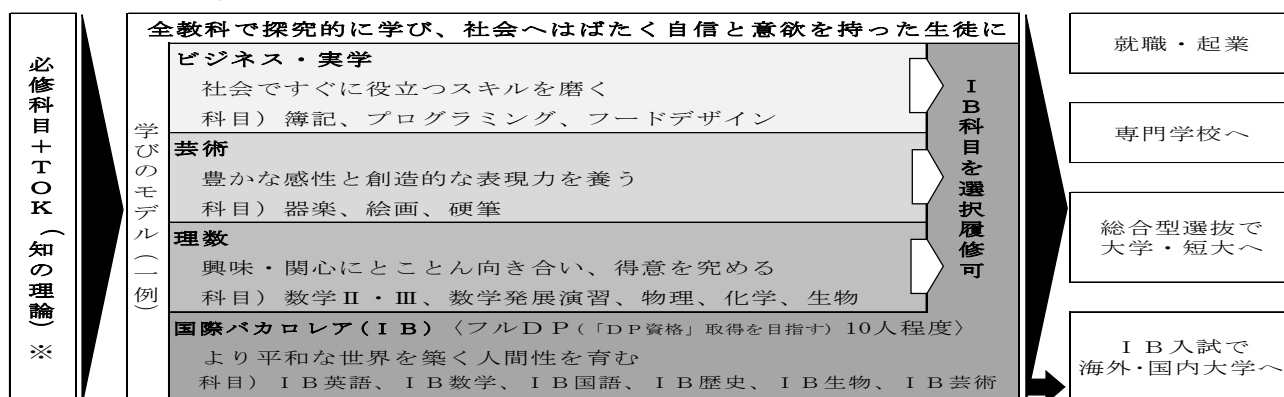 必修科目+TOK(知の理論)※
全教科で探究的に学び、社会へはばたく自信と意欲を持った生徒に
学びのモデル(一例)
ビジネス・実学
社会ですぐに役立つスキルを磨く
科目)簿記、プログラミング、フードデザイン
芸術
豊かな感性と創造的な表現力を養う
科目)器楽、絵画、硬筆
理数
興味・関心にとことん向き合い、得意を究める
科目)数学Ⅱ・Ⅲ、数学発展演習、物理、化学、生物
国際バカロレア(IB)〈フルDP(「DP資格」取得を目指す)10人程度〉
より平和な世界を築く人間性を育む
科目)IB英語、IB数学、IB国語、IB歴史、IB生物、IB芸術
IB科目を選択履修可
就職・起業
専門学校へ
総合型選抜で
大学・短大へ
IB入試で
海外・国内大学へ